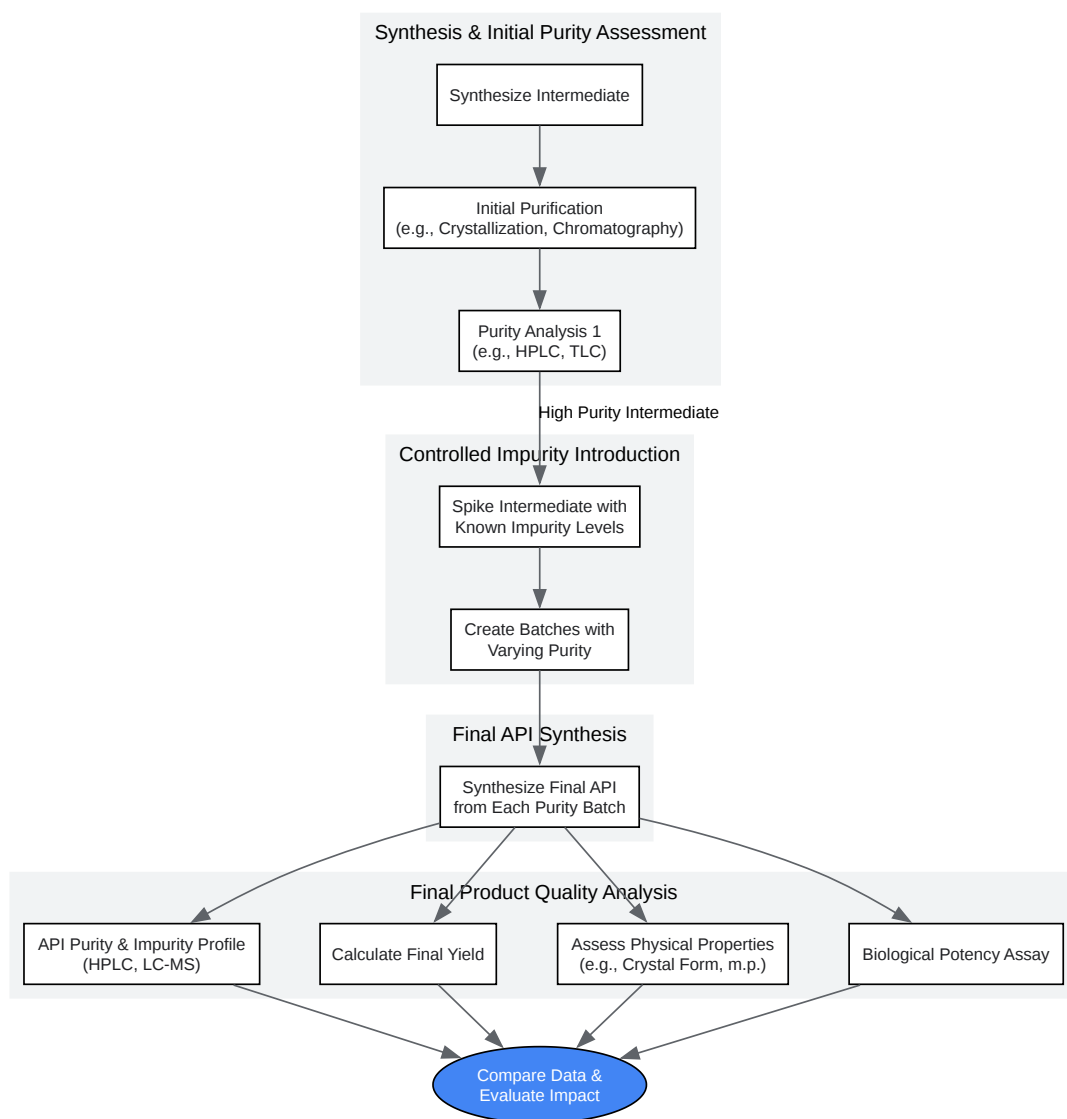 Synthesis & Initial Purity Assessment
Synthesize Intermediate
Initial Purification
(e.g., Crystallization, Chromatography)
Purity Analysis 1
(e.g., HPLC, TLC)
High Purity Intermediate
Controlled Impurity Introduction
Spike Intermediate with
Known Impurity Levels
Create Batches with
Varying Purity
Final API Synthesis
Synthesize Final API
from Each Purity Batch
Final Product Quality Analysis
API Purity & Impurity Profile
(HPLC, LC-MS)
Calculate Final Yield
Assess Physical Properties
(e.g., Crystal Form, m.p.)
Biological Potency Assay
Compare Data &
Evaluate Impact